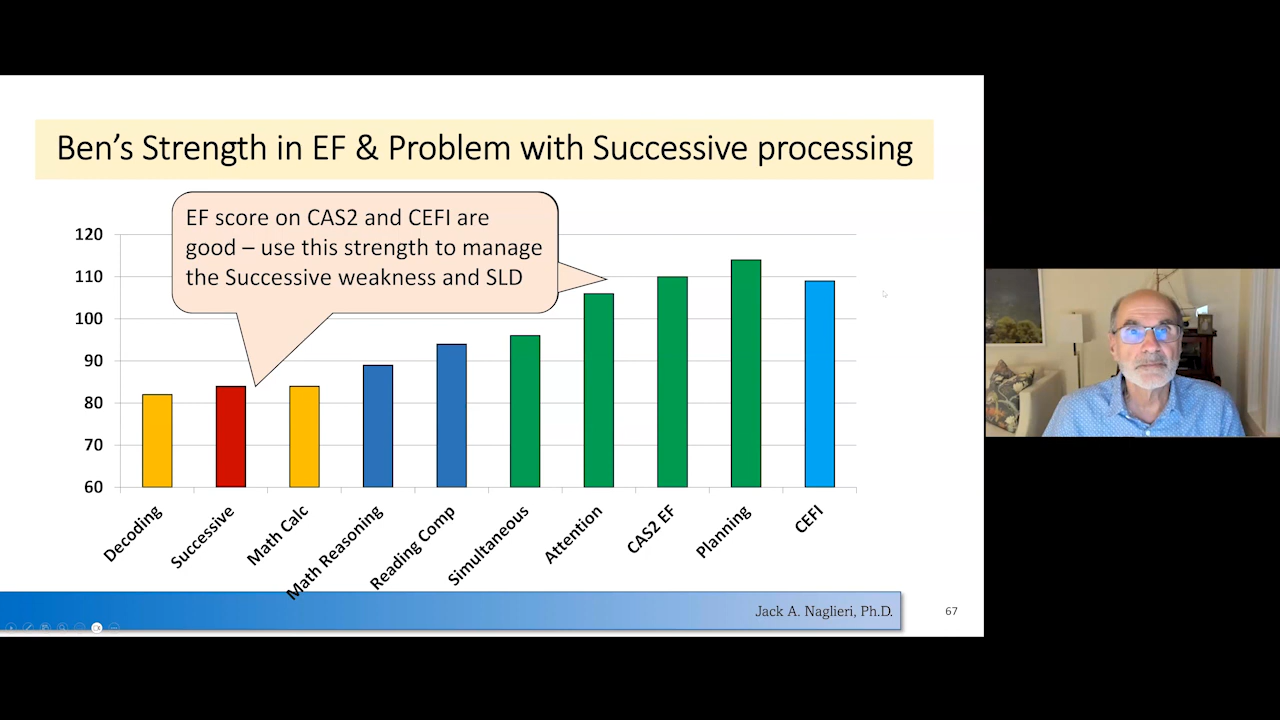 Ben's Strength in EF & Problem with Successive processing
EF score on CAS2 and CEFI are
good – use this strength to manage
the Successive weakness and SLD
120
110
100
90
80
70
60
Decoding
Successive
Math Calc
Math Reasoning
Reading Comp
Simultaneous
Attention
CAS2 EF
Planning
CEFI
Jack A. Naglieri, Ph.D.
67